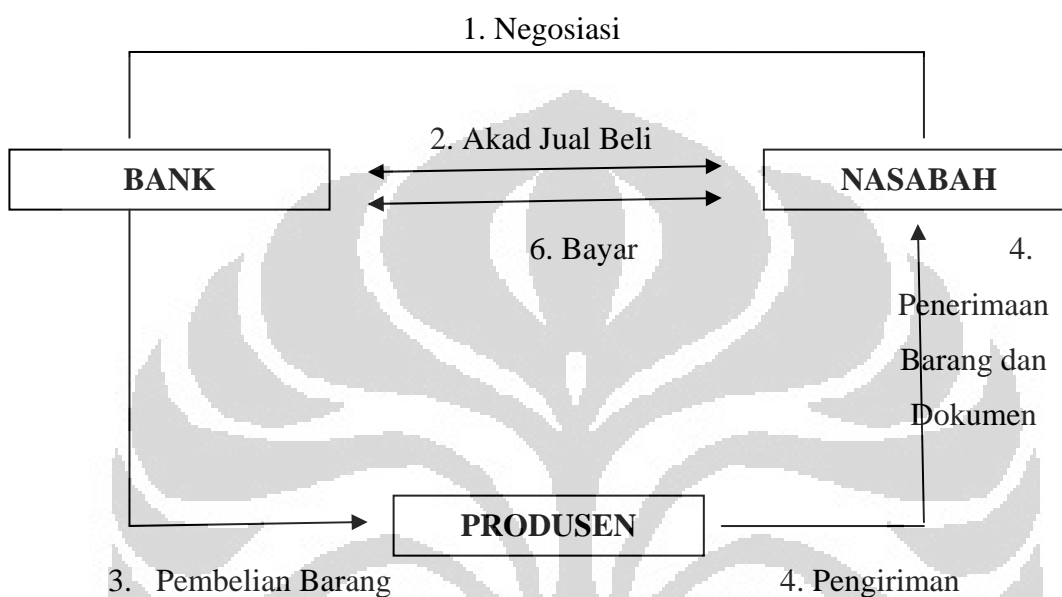 1. Negosiasi
2. Akad Jual Beli
BANK
NASABAH
6. Bayar
4.
Penerimaan
Barang dan
Dokumen
PRODUSEN
3. Pembelian Barang
4. Pengiriman